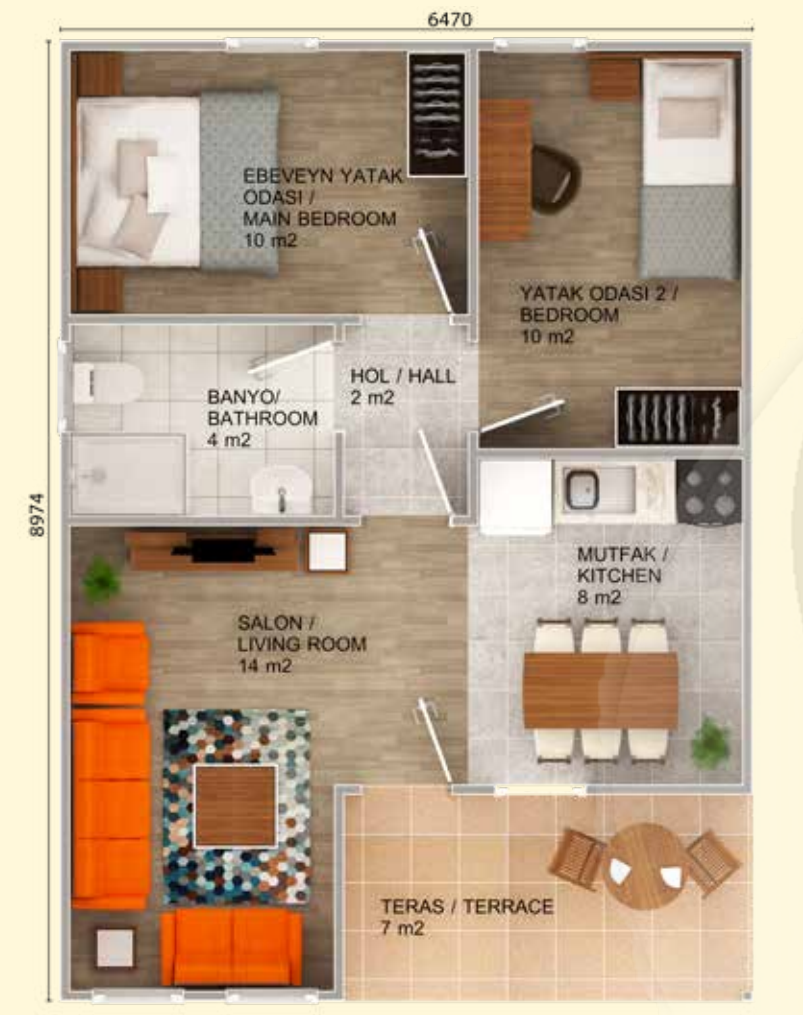 6470
EBEVEYN YATAK
ODASI /
MAIN BEDROOM
10 m2
YATAK ODASI 2 /
BEDROOM
10 m2
HOL / HALL
2 m2
BANYO/
BATHROOM
4 m2
8974
MUTFAK /
KITCHEN
8 m2
SALON /
LIVING ROOM
14 m2
TERAS / TERRACE
7 m2